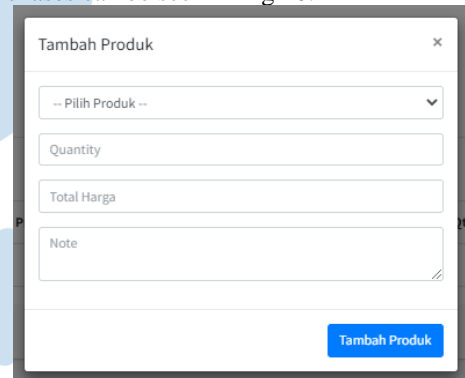 Tambah Produk ×
-- Pilih Produk --
Quantity
Total Harga
Note
Tambah Produk